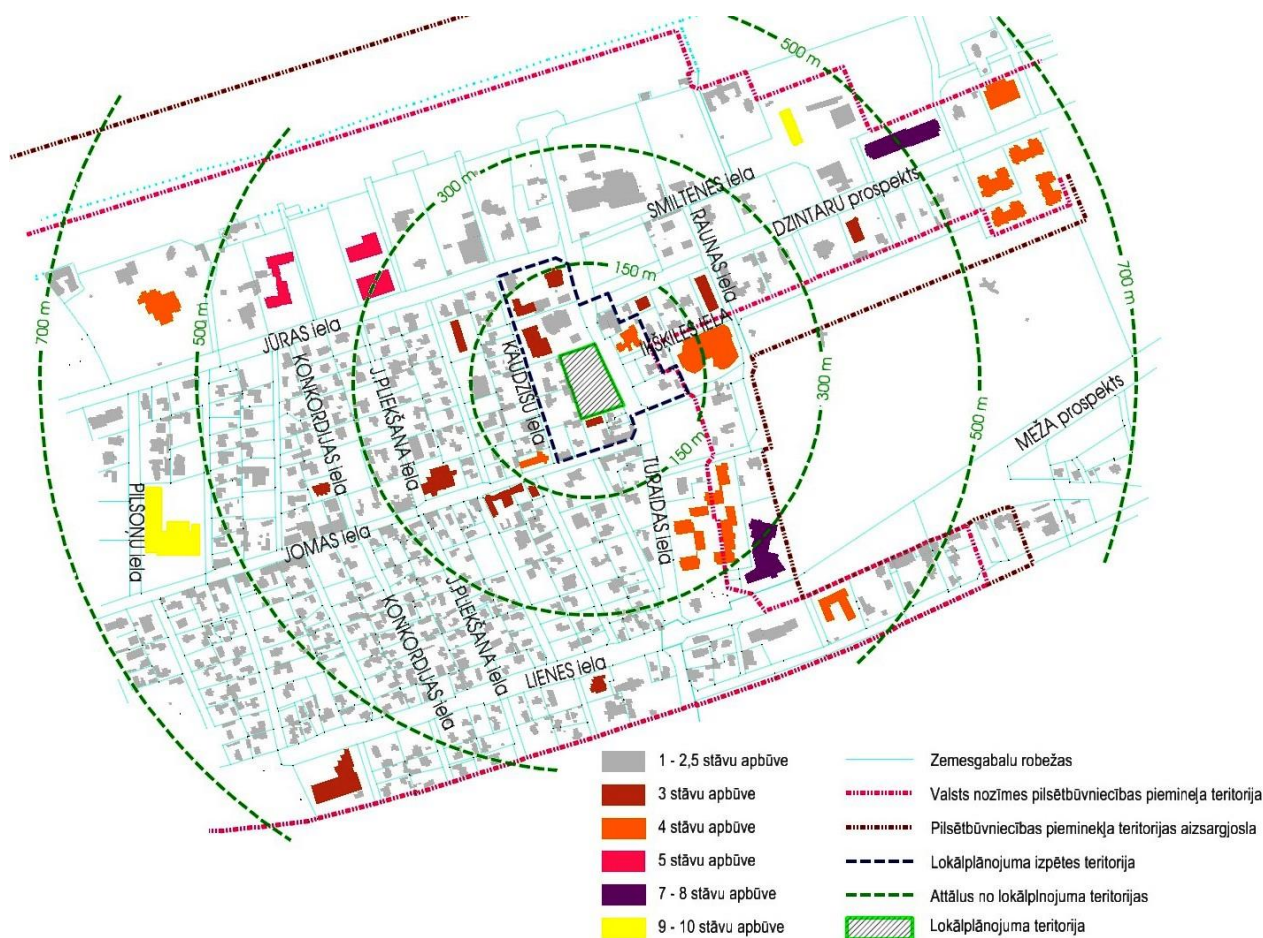 500 m
300 m
SMILTENES iela
DZINTARU prospekts
RAUNAS iela
150 m
700 m
500 m
700 m
JŪRAS iela
KONKORDIJAS iela
J.PLIEKŠANA iela
KAUDZĪŠU iela
IKŠĶILES IELA
300 m
500 m
MEŽA prospekts
150 m
TURAIDAS iela
PILSOŅU iela
JOMAS iela
KONKORDIJAS iela
J.PLIEKŠANA iela
LIENES iela
1 - 2,5 stāvu apbūve
3 stāvu apbūve
4 stāvu apbūve
5 stāvu apbūve
7 - 8 stāvu apbūve
9 - 10 stāvu apbūve
Zemesgabalu robežas
Valsts nozīmes pilsētbūvniecības piemineļa teritorija
Pilsētbūvniecības pieminekļa teritorijas aizsargjosla
Lokālplānojuma izpētes teritorija
Attālus no lokālplnojuma teritorijas
Lokālplānojuma teritorija